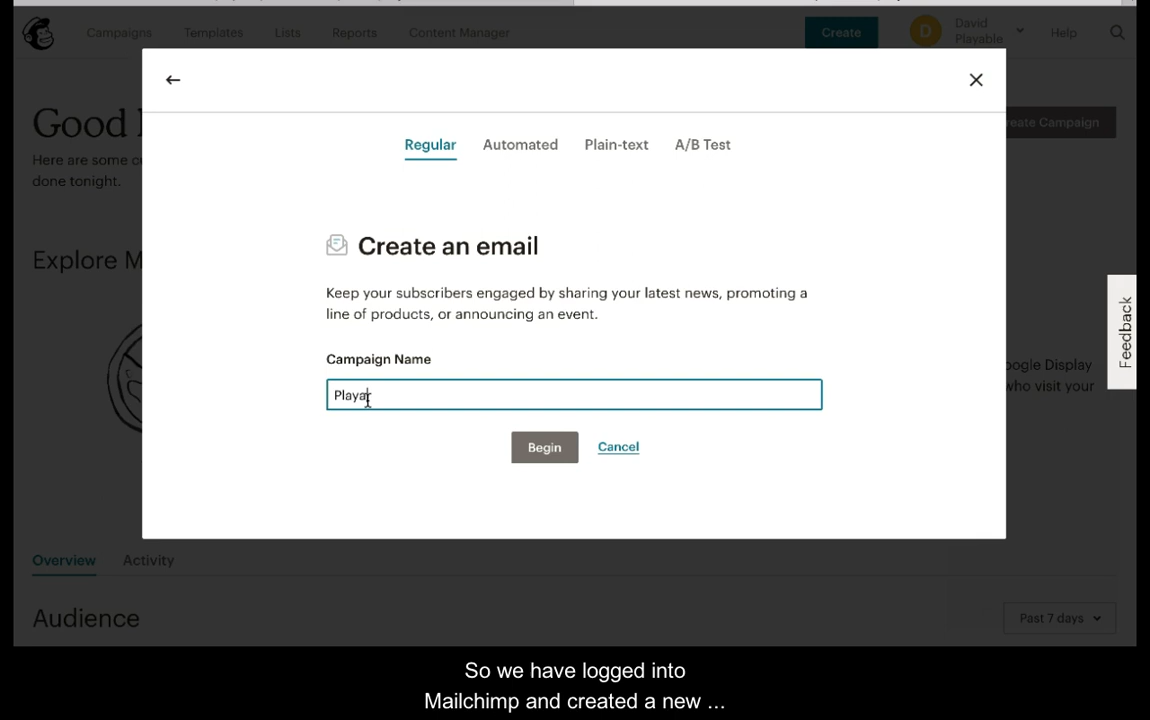 Campaigns Templates Lists Reports Content Manager Create D David Playable Help
Good
Here are some
done tonight.
Create Campaign
Explore
Regular Automated Plain-text A/B Test
Create an email
Keep your subscribers engaged by sharing your latest news, promoting a
line of products, or announcing an event.
Campaign Name
Playa
Begin Cancel
Feedback
Google Display
who visit your
Overview Activity
Audience
Past 7 days
So we have logged into
Mailchimp and created a new ...